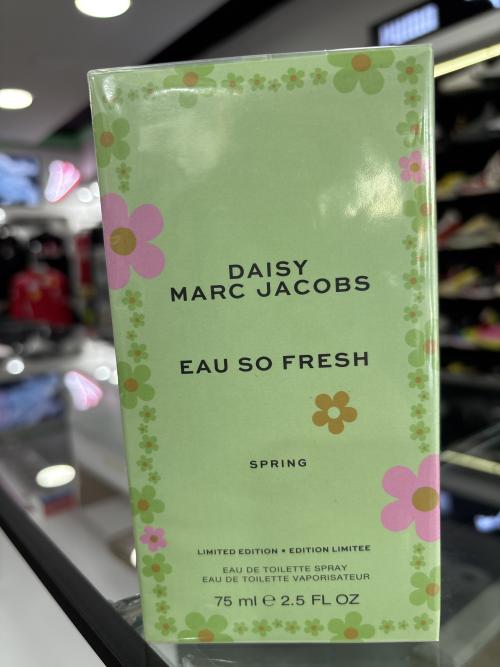 DAISY
MARC JACOBS
EAU SO FRESH
SPRING
LIMITED EDITION • EDITION LIMITEE
EAU DE TOILETTE SPRAY
EAU DE TOILETTE VAPORISATEUR
75 ml ℮ 2.5 FL OZ